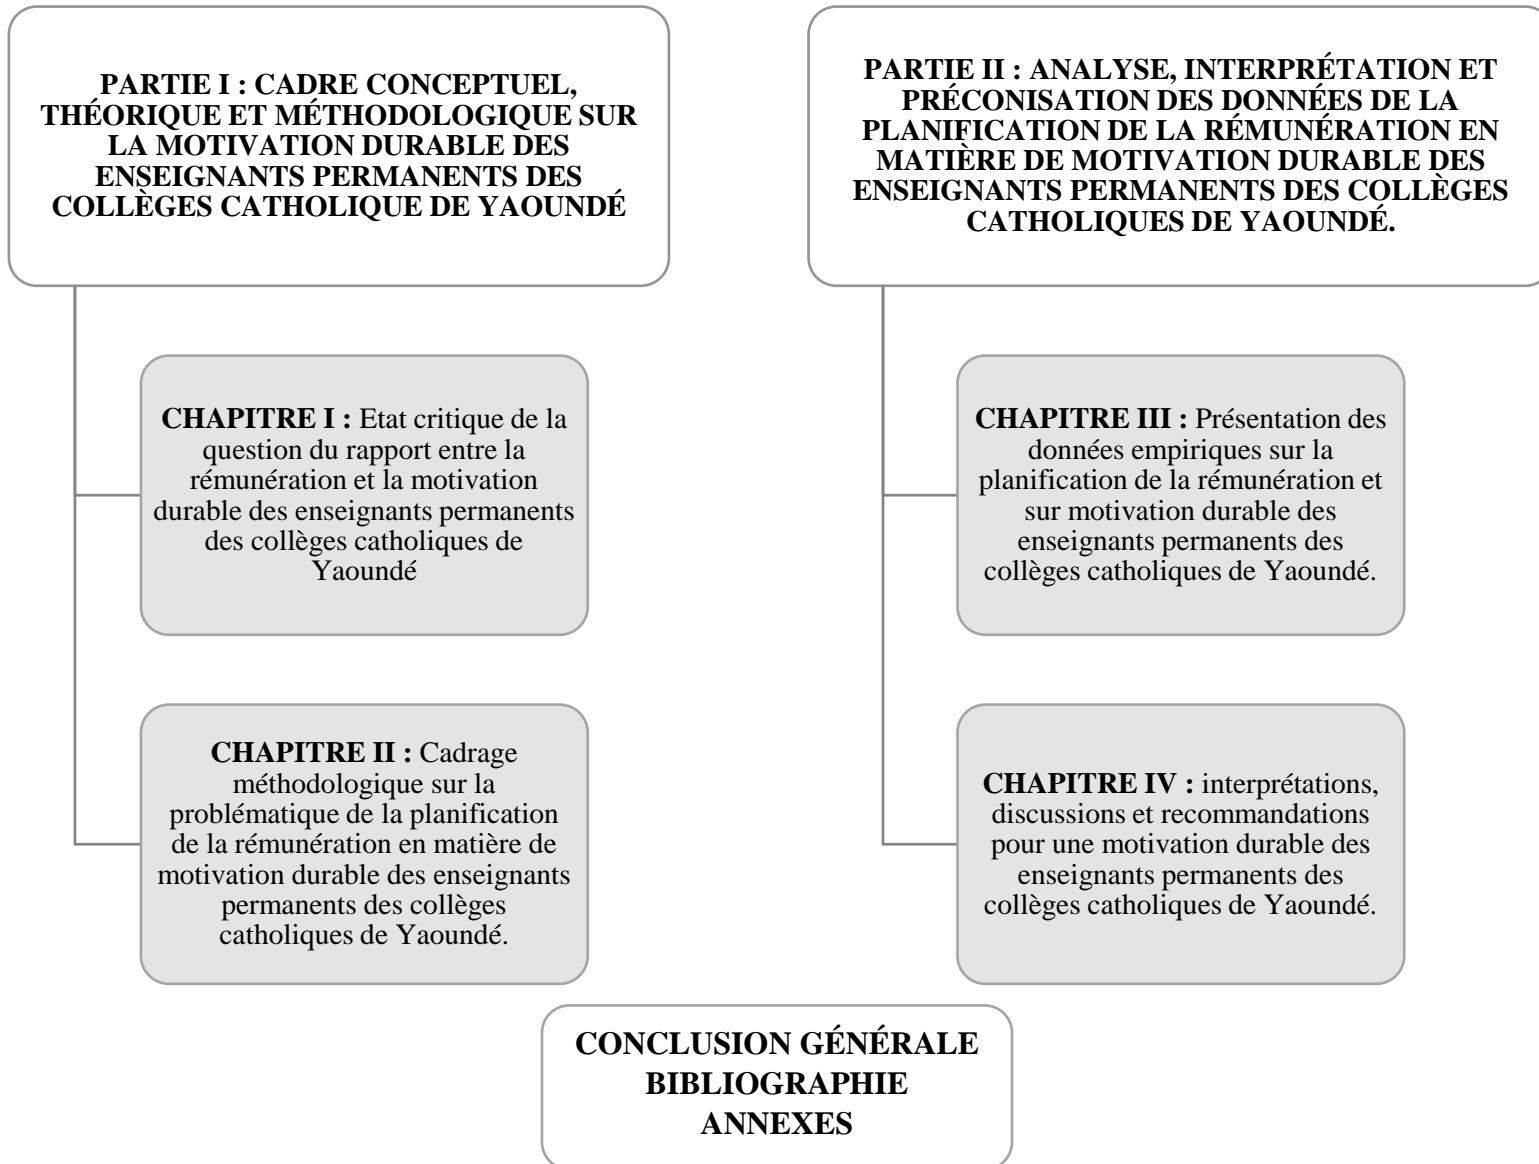 PARTIE I : CADRE CONCEPTUEL,
THÉORIQUE ET MÉTHODOLOGIQUE SUR
LA MOTIVATION DURABLE DES
ENSEIGNANTS PERMANENTS DES
COLLÈGES CATHOLIQUE DE YAOUNDÉ
CHAPITRE I : Etat critique de la
question du rapport entre la
rémunération et la motivation
durable des enseignants permanents
des collèges catholiques de
Yaoundé
CHAPITRE II : Cadrage
méthodologique sur la
problématique de la planification
de la rémunération en matière de
motivation durable des enseignants
permanents des collèges
catholiques de Yaoundé.
PARTIE II : ANALYSE, INTERPRÉTATION ET
PRÉCONISATION DES DONNÉES DE LA
PLANIFICATION DE LA RÉMUNÉRATION EN
MATIÈRE DE MOTIVATION DURABLE DES
ENSEIGNANTS PERMANENTS DES COLLÈGES
CATHOLIQUES DE YAOUNDÉ.
CHAPITRE III : Présentation des
données empiriques sur la
planification de la rémunération et
sur motivation durable des
enseignants permanents des
collèges catholiques de Yaoundé.
CHAPITRE IV : interprétations,
discussions et recommandations
pour une motivation durable des
enseignants permanents des
collèges catholiques de Yaoundé.
CONCLUSION GÉNÉRALE
BIBLIOGRAPHIE
ANNEXES